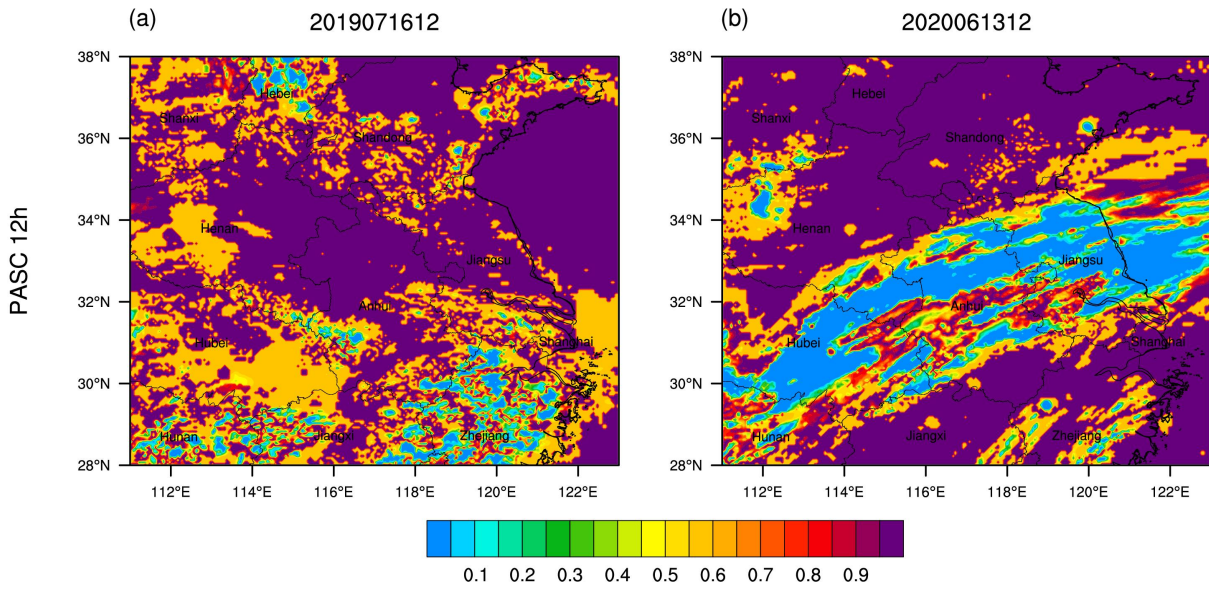 (a)
2019071612
(b)
2020061312
PASC 12h
38°N
36°N
34°N
32°N
30°N
28°N
112°E
114°E
116°E
118°E
120°E
122°E
Hebei
Shanxi
Shandong
Henan
Jiangsu
Anhui
Hubei
Shanghai
Hunan
Jiangxi
Zhejiang
38°N
36°N
34°N
32°N
30°N
28°N
112°E
114°E
116°E
118°E
120°E
122°E
Hebei
Shanxi
Shandong
Henan
Jiangsu
Anhui
Hubei
Shanghai
Hunan
Jiangxi
Zhejiang
0.1 0.2 0.3 0.4 0.5 0.6 0.7 0.8 0.9